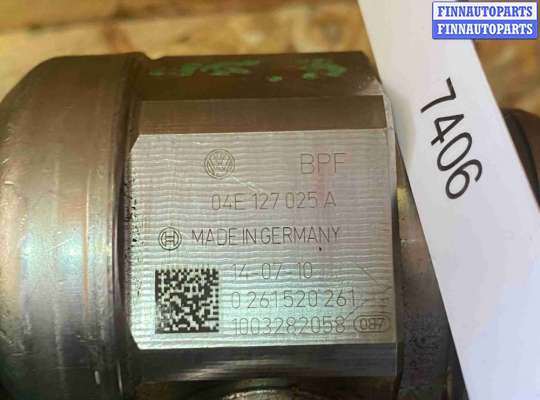 FINNAUTOPARTS
FINNAUTOPARTS
7406
BPF
04E 127 025 A
MADE IN GERMANY
14-07-10
0 261 520 261
1003282058 087